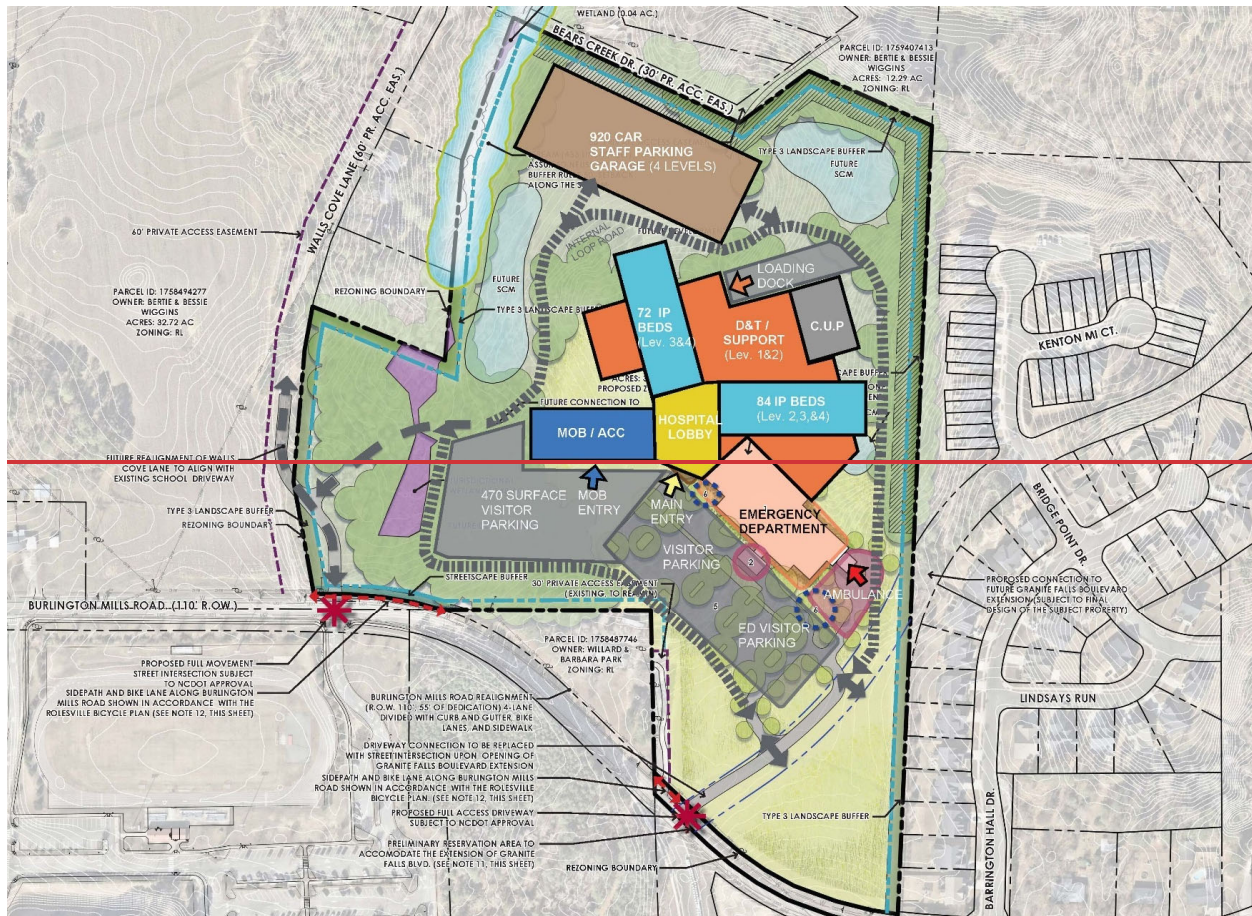 WETLAND (0.04 AC.)
BEARS CREEK DR. (30' PR. ACC. EAS.)
PARCEL ID: 1759407413
OWNER: BERTIE & BESSIE
WIGGINS
ACRES: 12.29 AC
ZONING: RL
WALLS COVE LANE (60' PR. ACC. EAS.)
920 CAR
STAFF PARKING
GARAGE (4 LEVELS)
TYPE 3 LANDSCAPE BUFFER
FUTURE
SCM
BUFFER
ALONG THE
60' PRIVATE ACCESS EASEMENT
INTERNAL
LOOP ROAD
LOADING
DOCK
PARCEL ID: 1758494277
OWNER: BERTIE & BESSIE
WIGGINS
ACRES: 32.72 AC
ZONING: RL
REZONING BOUNDARY
FUTURE
SCM
TYPE 3 LANDSCAPE BUFFE
72 IP
BEDS
(Lev. 3&4)
D&T /
SUPPORT
(Lev. 1&2)
C.U.P
KENTON MI CT.
ACRES: 3
PROPOSED Z
CAPE BUFFER
84 IP BEDS
(Lev. 2,3,&4)
FUTURE CONNECTION TO
MOB / ACC
HOSPITAL
LOBBY
FUTURE REALIGNMENT OF WALLS
COVE LANE TO ALIGN WITH
EXISTING SCHOOL DRIVEWAY
470 SURFACE
VISITOR
PARKING
MOB
ENTRY
MAIN
ENTRY
6
EMERGENCY
DEPARTMENT
BRIDGE POINT DR.
TYPE 3 LANDSCAPE BUFFER
REZONING BOUNDAR
VISITOR
PARKING
2
STREETSCAPE BUFFER
30' PRIVATE ACCESS EASEMENT
(EXISTING, TO REMAIN)
5
AMBULANCE
PROPOSED CONNECTION TO
FUTURE GRANITE FALLS BOULEVARD
EXTENSION (SUBJECT TO FINAL
DESIGN OF THE SUBJECT PROPERTY)
BURLINGTON MILLS ROAD (110' R.OW.)
ED VISITOR
PARKING
PARCEL ID: 1758487746
OWNER: WILLARD &
BARBARA PARK
ZONING: RL
PROPOSED FULL MOVEMENT
STREET INTERSECTION SUBJECT
TO NCDOT APPROVAL
SIDEPATH AND BIKE LANE ALONG BURLINGTON
MILLS ROAD SHOWN IN ACCORDANCE WITH THE
ROLESVILLE BICYCLE PLAN (SEE NOTE 12, THIS SHEET)
BURLINGTON MILLS ROAD REALIGNMENT
(R.O.W. 110', 55' OF DEDICATION) 4-LANE
DIVIDED WITH CURB AND GUTTER, BIKE
LANES, AND SIDEWALK
LINDSAYS RUN
DRIVEWAY CONNECTION TO BE REPLACED
WITH STREET INTERSECTION UPON OPENING OF
GRANITE FALLS BOULEVARD EXTENSION
SIDEPATH AND BIKE LANE ALONG BURLINGTON MILLS
ROAD SHOWN IN ACCORDANCE WITH THE ROLESVILLE
BICYCLE PLAN. (SEE NOTE 12, THIS SHEET)
PROPOSED FULL ACCESS DRIVEWAY
SUBJECT TO NCDOT APPROVAL
TYPE 3 LANDSCAPE BUFFER
PRELIMINARY RESERVATION AREA TO
ACCOMODATE THE EXTENSION OF GRANITE
FALLS BLVD. (SEE NOTE 11, THIS SHEET)
REZONING BOUNDARY
BARRINGTON HALL DR.